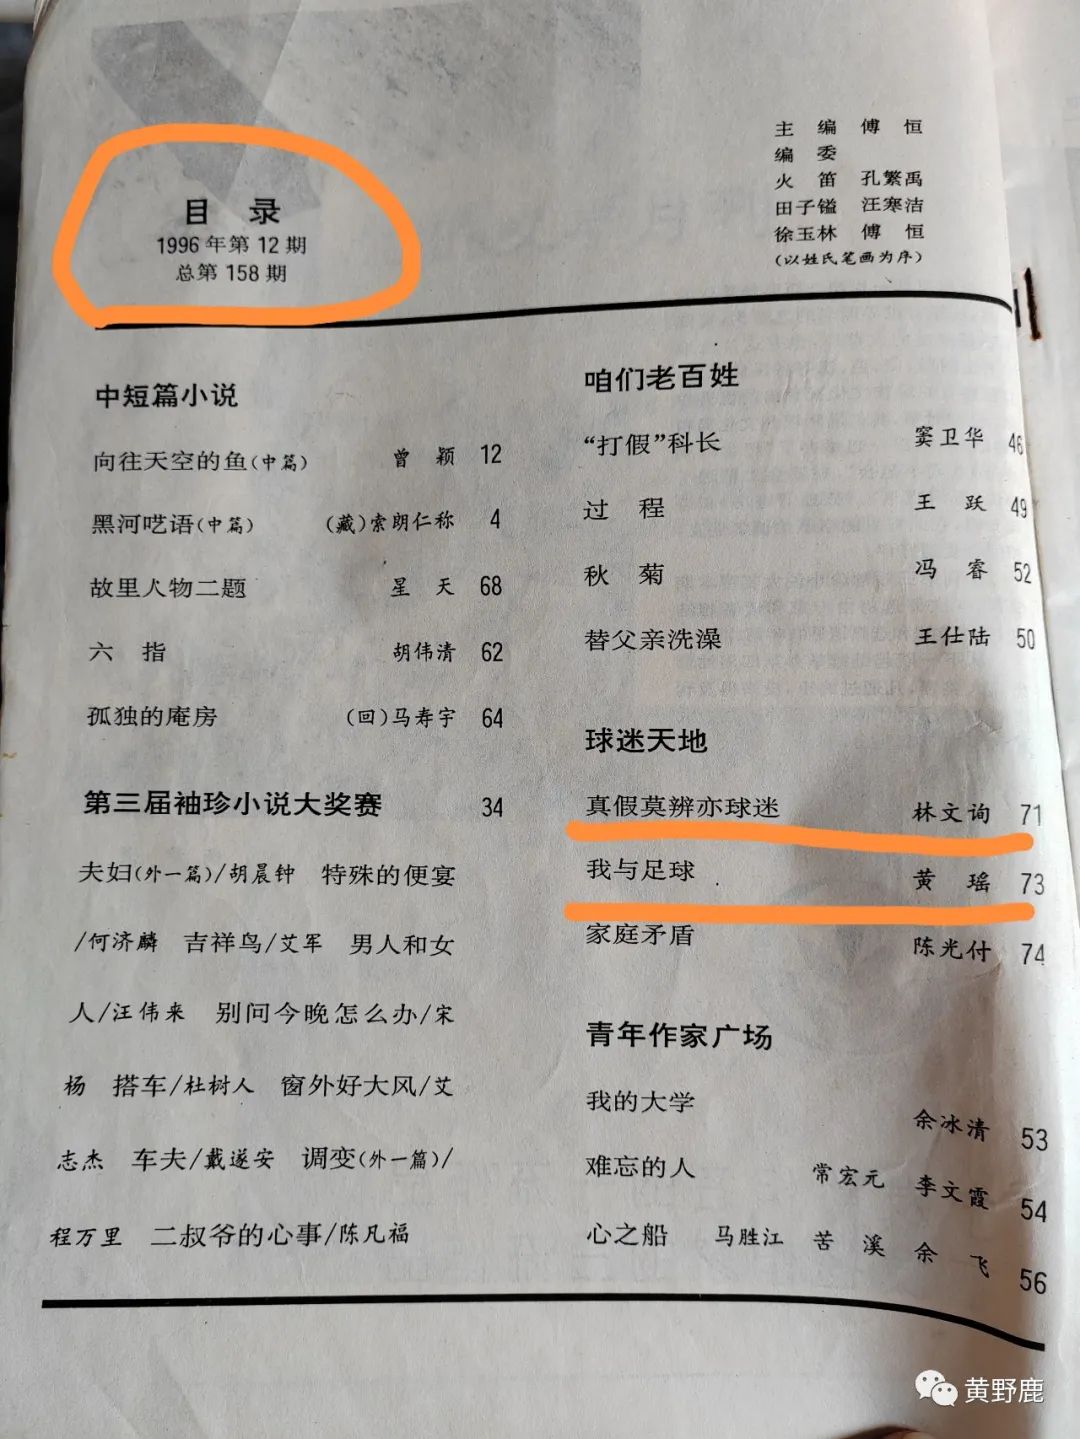 目 录
1996年第12期
总第158期
主 编 傅 恒
编 委
火 笛 孔繁禹
田子镒 汪寒洁
徐玉林 傅 恒
(以姓氏笔画为序)
中短篇小说
向往天空的鱼(中篇) 曾 颖 12
黑河呓语(中篇) (藏)索朗仁称 4
故里人物二题 星 天 68
六 指 胡伟清 62
孤独的庵房 (回)马寿宇 64
第三届袖珍小说大奖赛 34
夫妇(外一篇)/胡晨钟 特殊的便宴
/何济麟 吉祥鸟/艾军 男人和女
人/汪伟来 别问今晚怎么办/宋
杨 搭车/杜树人 窗外好大风/艾
志杰 车夫/戴遂安 调变(外一篇)/
程万里 二叔爷的心事/陈凡福
咱们老百姓
“打假”科长 窦卫华 46
过 程 王 跃 49
秋 菊 冯 睿 52
替父亲洗澡 王仕陆 50
球迷天地
真假莫辨亦球迷 林文询 71
我与足球 黄 瑶 73
家庭矛盾 陈光付 74
青年作家广场
我的大学 余冰清 53
难忘的人 常宏元 李文霞 54
心之船 马胜江 苦 溪 余 飞 56
黄野鹿